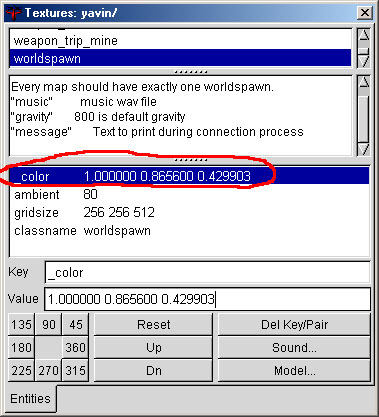 Textures: yavin/
weapon_trip_mine
worldspawn
Every map should have exactly one worldspawn.
"music" music wav file
"gravity" 800 is default gravity
"message" Text to print during connection process
_color 1.000000 0.865600 0.429903
ambient 80
gridsize 256 256 512
classname worldspawn
Key _color
Value 1.000000 0.865600 0.429903
135 90 45 Reset Del Key/Pair
180 360 Up Sound...
225 270 315 Dn Model...
Entities